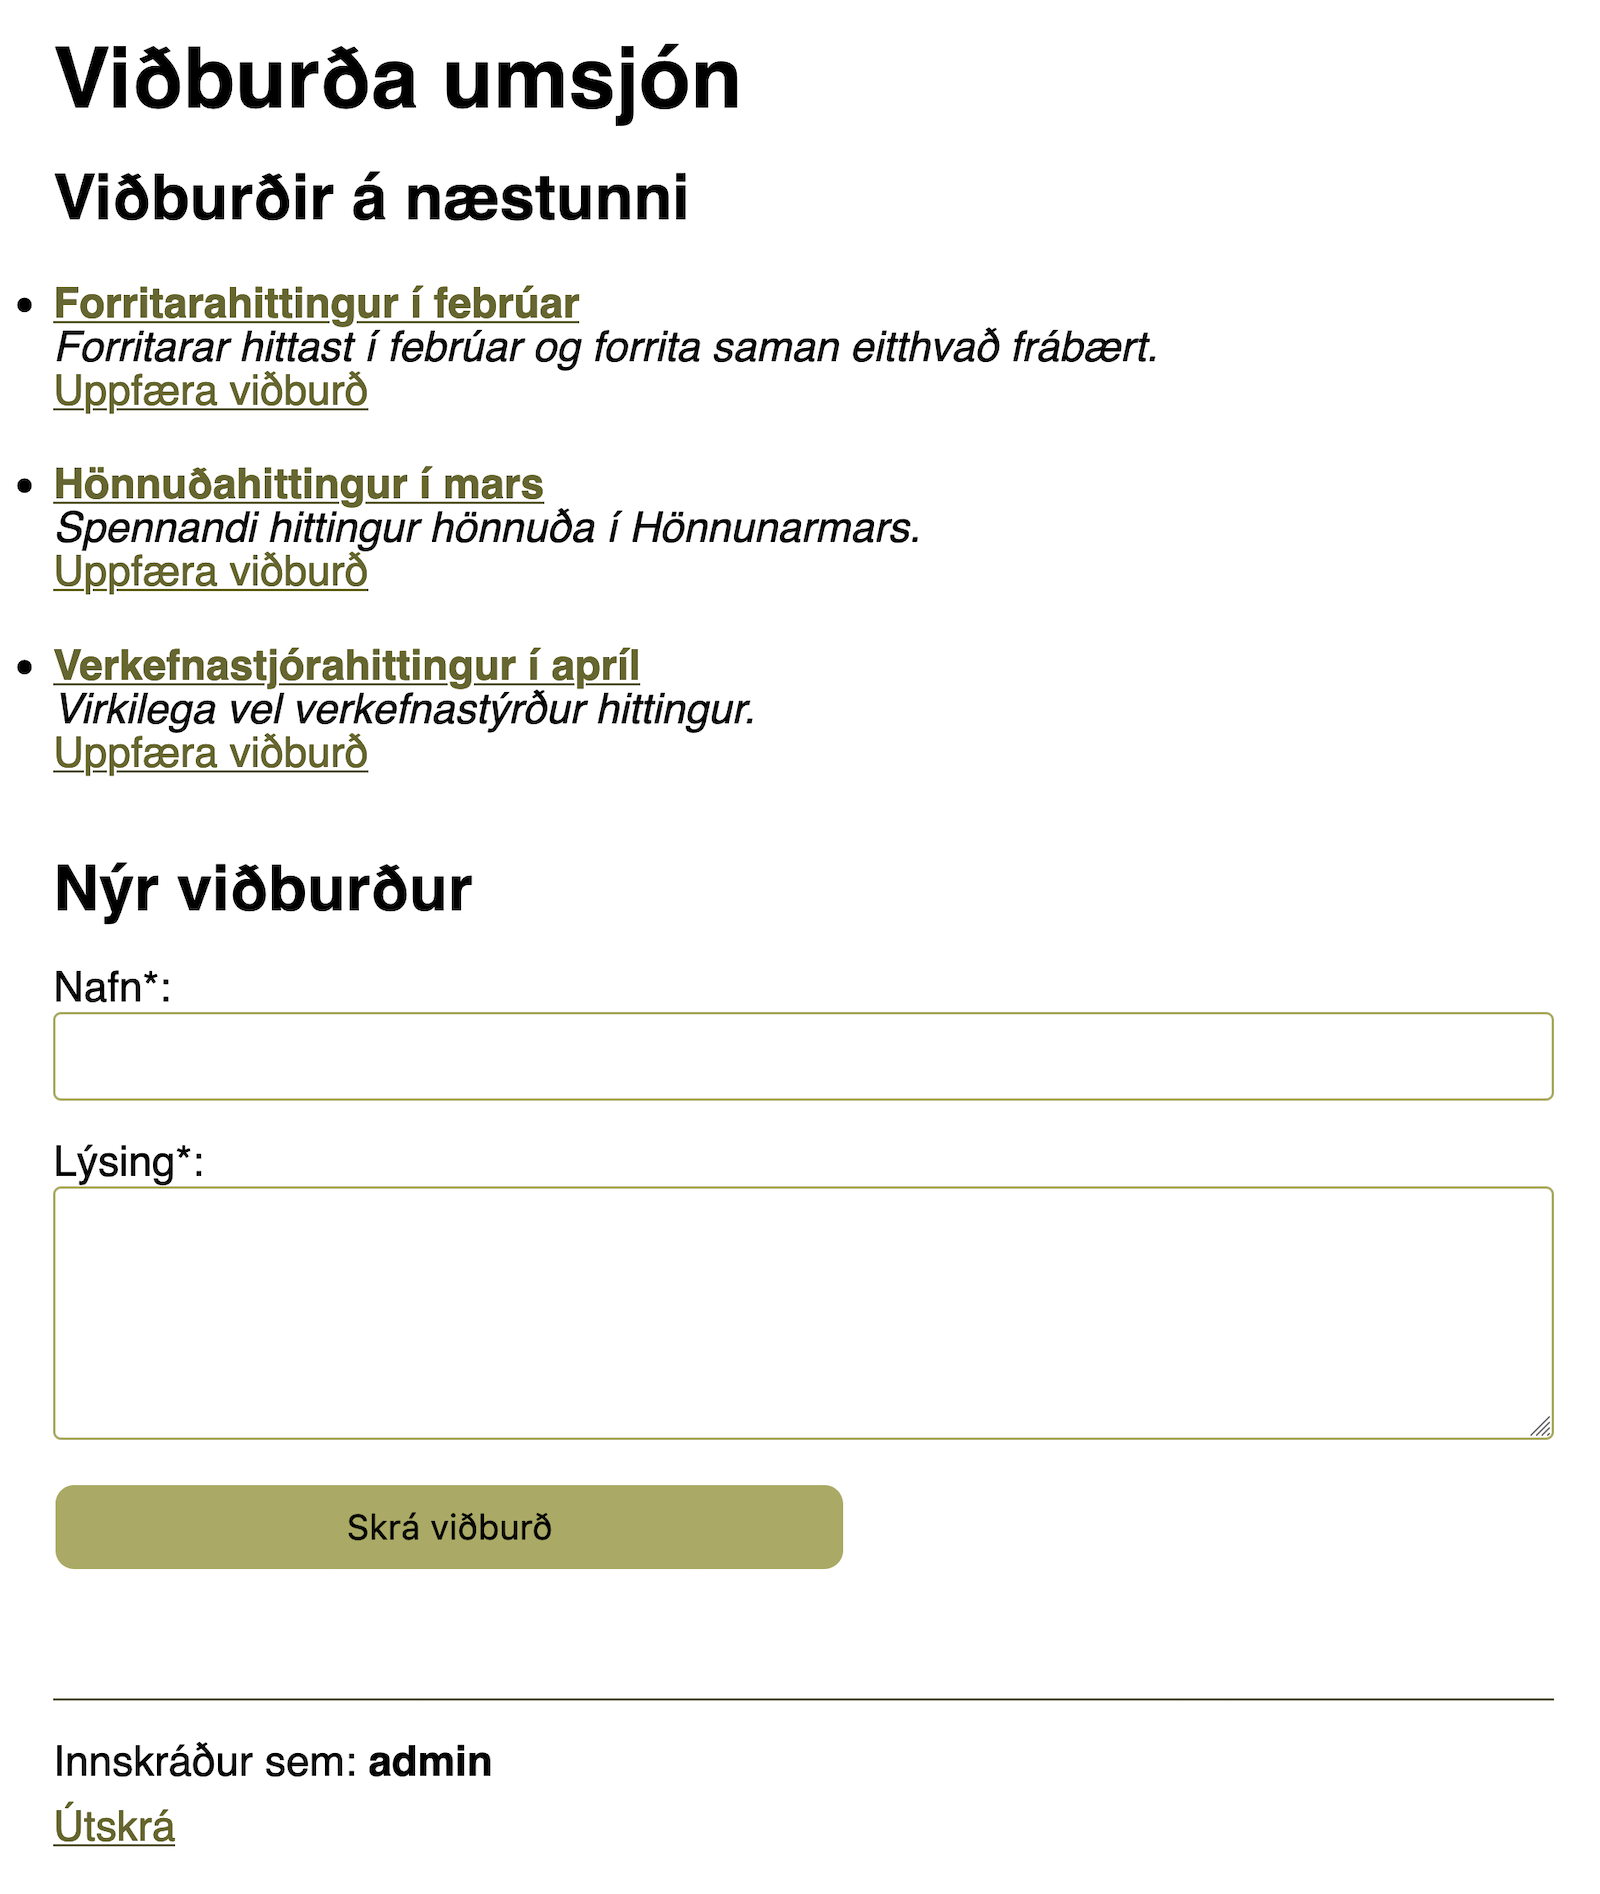 Viðburða umsjón
Viðburðir á næstunni
Forritarahittingur í febrúar
Forritarar hittast í febrúar og forrita saman eitthvað frábært.
Uppfæra viðburð
Hönnuðahittingur í mars
Spennandi hittingur hönnuða í Hönnunarmars.
Uppfæra viðburð
Verkefnastjórahittingur í apríl
Virkilega vel verkefnastýrður hittingur.
Uppfæra viðburð
Nýr viðburður
Nafn*:
Lýsing*:
Skrá viðburð
Innskráður sem: admin
Útskrá